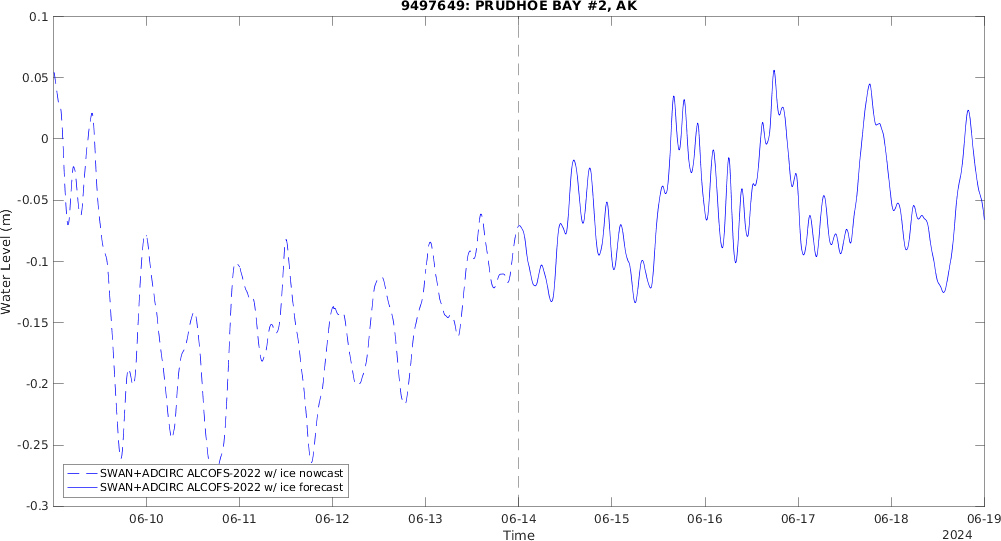 9497649: PRUDHOE BAY #2, AK
0.1
0.05
0
-0.05
-0.1
-0.15
-0.2
-0.25
-0.3
Water Level (m)
SWAN+ADCIRC ALCOFS-2022 w/ ice nowcast
SWAN+ADCIRC ALCOFS-2022 w/ ice forecast
06-10 06-11 06-12 06-13 06-14 06-15 06-16 06-17 06-18 06-19
Time
2024